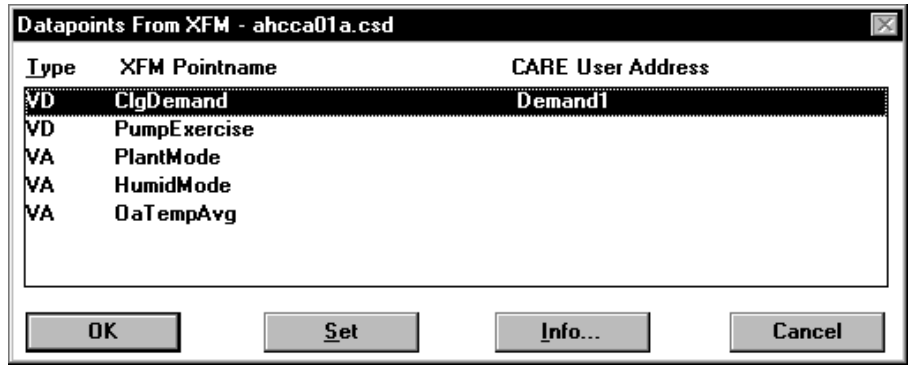 Datapoints From XFM - ahcca01a.csd
Type XFM Pointname CARE User Address
VD ClgDemand Demand1
VD PumpExercise
VA PlantMode
VA HumidMode
VA OaTempAvg
OK Set Info... Cancel